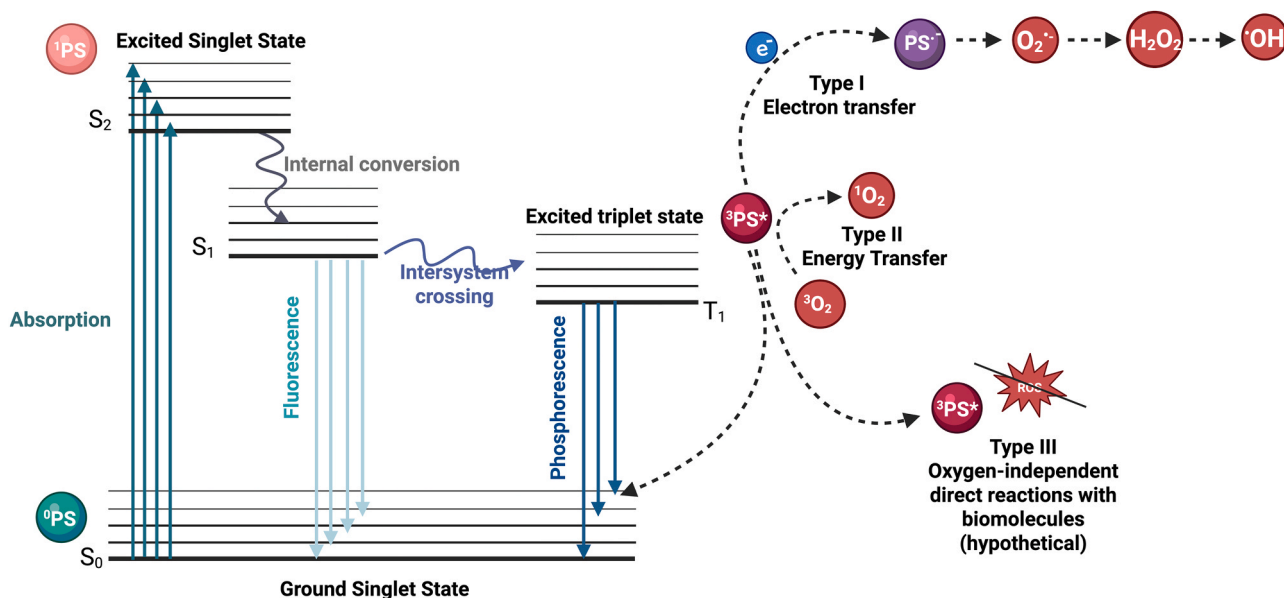 ¹PS
Excited Singlet State
S₂
Internal conversion
S₁
Absorption
Fluorescence
Intersystem
crossing
Excited triplet state
T₁
Phosphorescence
⁰PS
S₀
Ground Singlet State
e⁻
PS·⁻
O₂•⁻
H₂O₂
•OH
Type I
Electron transfer
³PS*
¹O₂
Type II
Energy Transfer
³O₂
³PS*
ROS
Type III
Oxygen-independent
direct reactions with
biomolecules
(hypothetical)